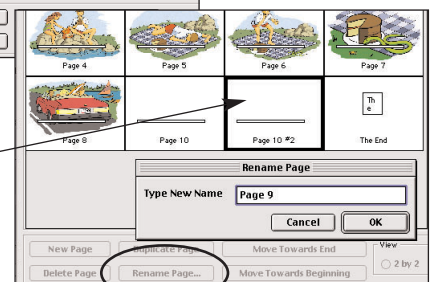 Page 4 Page 5 Page 6 Page 7
Th
e
Page 8 Page 10 Page 10 #2 The End
Rename Page
Type New Name Page 9
Cancel OK
New Page Duplicate Page Move Towards End View
2 by 2
Delete Page Rename Page... Move Towards Beginning